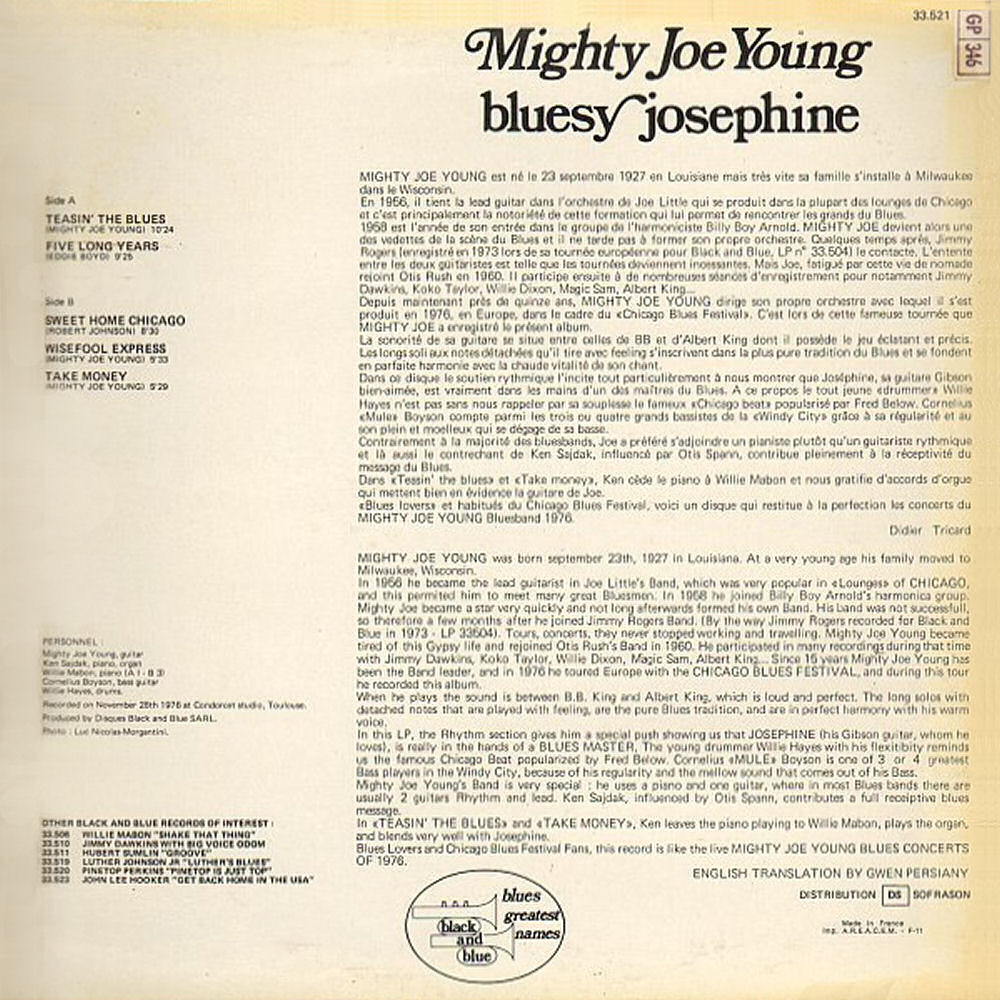 33.521
GP 346
Mighty Joe Young
bluesy josephine
Side A
TEASIN' THE BLUES
(MIGHTY JOE YOUNG) 10'24
FIVE LONG YEARS
(EDDIE BOYD) 9'25
Side B
SWEET HOME CHICAGO
(ROBERT JOHNSON) 8'30
WISEFOOL EXPRESS
(MIGHTY JOE YOUNG) 5'33
TAKE MONEY
(MIGHTY JOE YOUNG) 5'29
PERSONNEL :
Mighty Joe Young, guitar
Ken Sajdak, piano, organ
Willie Mabon, piano (A 1 - B 3)
Cornelius Boyson, bass guitar
Willie Hayes, drums.
Recorded on November 28th 1976 at Condorcet studio, Toulouse.
Produced by Disques Black and Blue SARL.
Photo : Luc Nicolas-Morgantini.
OTHER BLACK AND BLUE RECORDS OF INTEREST :
33.506 WILLIE MABON "SHAKE THAT THING"
33.510 JIMMY DAWKINS WITH BIG VOICE ODOM
33.511 HUBERT SUMLIN "GROOVE"
33.519 LUTHER JOHNSON JR "LUTHER'S BLUES"
33.520 PINETOP PERKINS "PINETOP IS JUST TOP"
33.523 JOHN LEE HOOKER "GET BACK HOME IN THE USA"
MIGHTY JOE YOUNG est né le 23 septembre 1927 en Louisiane mais très vite sa famille s'installe à Milwaukee
dans le Wisconsin.
En 1956, il tient la lead guitar dans l'orchestre de Joe Little qui se produit dans la plupart des lounges de Chicago
et c'est principalement la notoriété de cette formation qui lui permet de rencontrer les grands du Blues.
1958 est l'année de son entrée dans le groupe de l'harmoniciste Billy Boy Arnold. MIGHTY JOE devient alors une
des vedettes de la scène du Blues et il ne tarde pas à former son propre orchestre. Quelques temps après, Jimmy
Rogers (enregistré en 1973 lors de sa tournée européenne pour Black and Blue, LP n° 33.504) le contacte. L'entente
entre les deux guitaristes est telle que les tournées deviennent incessantes. Mais Joe, fatigué par cette vie de nomade
rejoint Otis Rush en 1960. Il participe ensuite à de nombreuses séances d'enregistrement pour notamment Jimmy
Dawkins, Koko Taylor, Willie Dixon, Magic Sam, Albert King...
Depuis maintenant près de quinze ans, MIGHTY JOE YOUNG dirige son propre orchestre avec lequel il s'est
produit en 1976, en Europe, dans le cadre du «Chicago Blues Festival». C'est lors de cette fameuse tournée que
MIGHTY JOE a enregistré le présent album.
La sonorité de sa guitare se situe entre celles de BB et d'Albert King dont il possède le jeu éclatant et précis.
Les longs soli aux notes détachées qu'il tire avec feeling s'inscrivent dans la plus pure tradition du Blues et se fondent
en parfaite harmonie avec la chaude vitalité de son chant.
Dans ce disque le soutien rythmique l'incite tout particulièrement à nous montrer que Joséphine, sa guitare Gibson
bien-aimée, est vraiment dans les mains d'un des maîtres du Blues. A ce propos le tout jeune «drummer» Willie
Hayes n'est pas sans nous rappeler par sa souplesse le fameux «Chicago beat» popularisé par Fred Below. Cornelius
«Mule» Boyson compte parmi les trois ou quatre grands bassistes de la «Windy City» grâce à sa régularité et au
son plein et moelleux qui se dégage de sa basse.
Contrairement à la majorité des bluesbands, Joe a préféré s'adjoindre un pianiste plutôt qu'un guitariste rythmique
et là aussi le contrechant de Ken Sajdak, influencé par Otis Spann, contribue pleinement à la réceptivité du
message du Blues.
Dans «Teasin' the blues» et «Take money», Ken cède le piano à Willie Mabon et nous gratifie d'accords d'orgue
qui mettent bien en évidence la guitare de Joe.
«Blues lovers» et habitués du Chicago Blues Festival, voici un disque qui restitue à la perfection les concerts du
MIGHTY JOE YOUNG Bluesband 1976.
Didier Tricard
MIGHTY JOE YOUNG was born september 23th, 1927 in Louisiana. At a very young age his family moved to
Milwaukee, Wisconsin.
In 1956 he became the lead guitarist in Joe Little's Band, which was very popular in «Lounges» of CHICAGO,
and this permited him to meet many great Bluesmen. In 1958 he joined Billy Boy Arnold's harmonica group.
Mighty Joe became a star very quickly and not long afterwards formed his own Band. His band was not successfull,
so therefore a few months after he joined Jimmy Rogers Band. (By the way Jimmy Rogers recorded for Black and
Blue in 1973 - LP 33504). Tours, concerts, they never stopped working and travelling. Mighty Joe Young became
tired of this Gypsy life and rejoined Otis Rush's Band in 1960. He participated in many recordings during that time
with Jimmy Dawkins, Koko Taylor, Willie Dixon, Magic Sam, Albert King... Since 15 years Mighty Joe Young has
been the Band leader, and in 1976 he toured Europe with the CHICAGO BLUES FESTIVAL, and during this tour
he recorded this album.
When he plays the sound is between B.B. King and Albert King, which is loud and perfect. The long solos with
detached notes that are played with feeling, are the pure Blues tradition, and are in perfect harmony with his warm
voice.
In this LP, the Rhythm section gives him a special push showing us that JOSEPHINE (his Gibson guitar, whom he
loves), is really in the hands of a BLUES MASTER, The young drummer Willie Hayes with his flexitibity reminds
us the famous Chicago Beat popularized by Fred Below. Cornelius «MULE» Boyson is one of 3 or 4 greatest
Bass players in the Windy City, because of his regularity and the mellow sound that comes out of his Bass.
Mighty Joe Young's Band is very special : he uses a piano and one guitar, where in most Blues bands there are
usually 2 guitars Rhythm and lead. Ken Sajdak, influenced by Otis Spann, contributes a full receptive blues
message.
In «TEASIN' THE BLUES» and «TAKE MONEY», Ken leaves the piano playing to Willie Mabon, plays the organ,
and blends very well with Josephine.
Blues Lovers and Chicago Blues Festival Fans, this record is like the live MIGHTY JOE YOUNG BLUES CONCERTS
OF 1976.
ENGLISH TRANSLATION BY GWEN PERSIANY
DISTRIBUTION DS SOFRASON
Made in France
Imp. A.R.E.A.C.E.M. - F-11
blues
greatest
names
black
and
blue